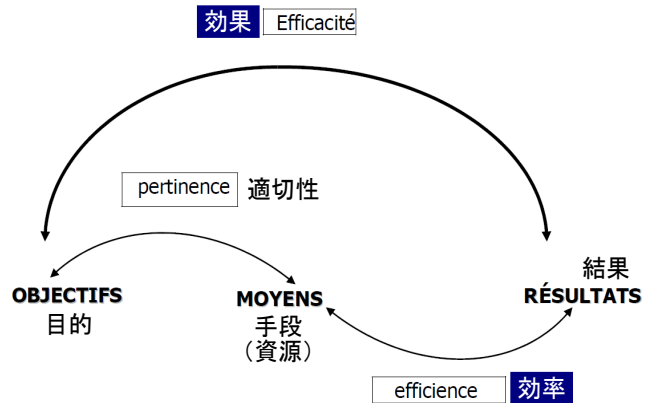 効果 Efficacité
pertinence 適切性
結果
OBJECTIFS MOYENS RÉSULTATS
目的 手段
（資源）
efficience 効率